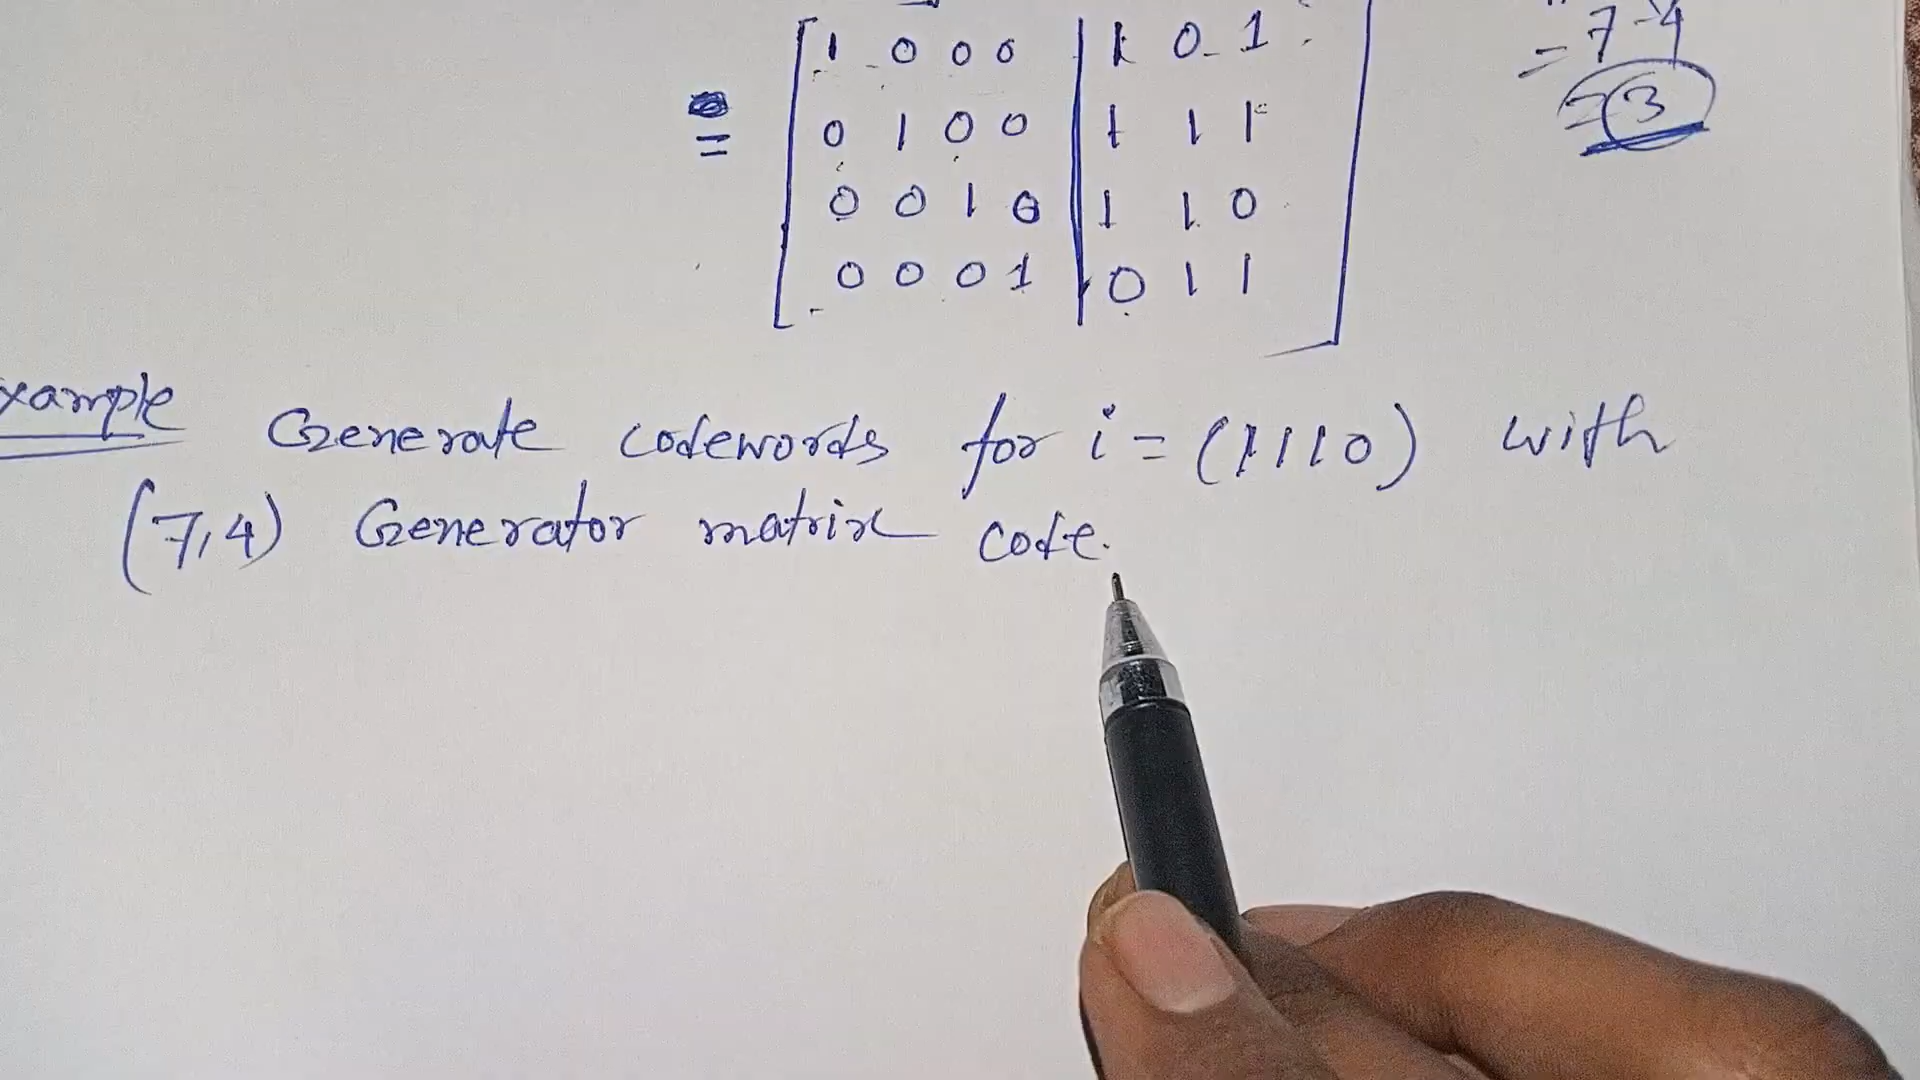 7-4
1 0 0 0 | 1 0 1
= 3
= 0 1 0 0 | 1 1 1
0 0 1 0 | 1 1 0
0 0 0 1 | 0 1 1
xample Generate codewords for i = (1110) with
(7,4) Generator matrix code.